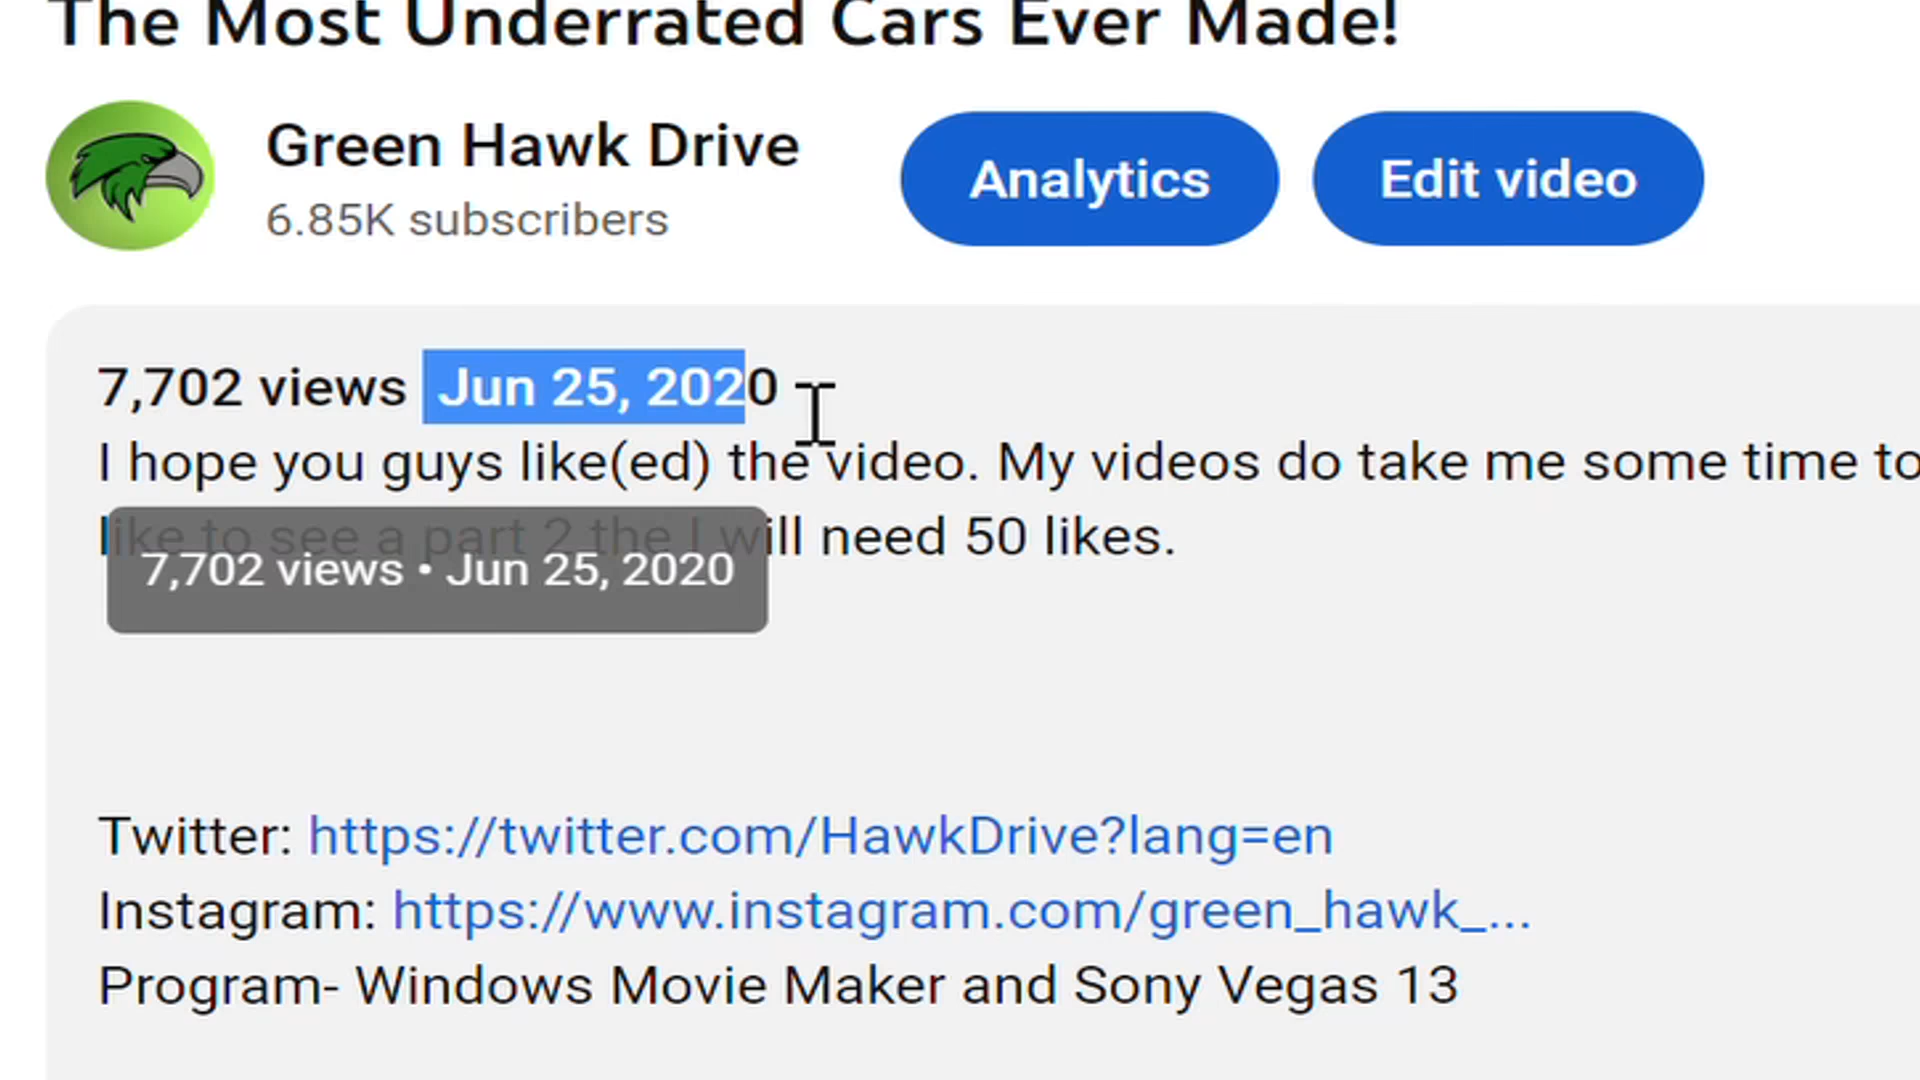 The Most Underrated Cars Ever Made!
Green Hawk Drive
6.85K subscribers
Analytics
Edit video
7,702 views Jun 25, 2020
I hope you guys like(ed) the video. My videos do take me some time to
like to see a part 2 the I will need 50 likes.
7,702 views • Jun 25, 2020
Twitter: https://twitter.com/HawkDrive?lang=en
Instagram: https://www.instagram.com/green_hawk_...
Program- Windows Movie Maker and Sony Vegas 13